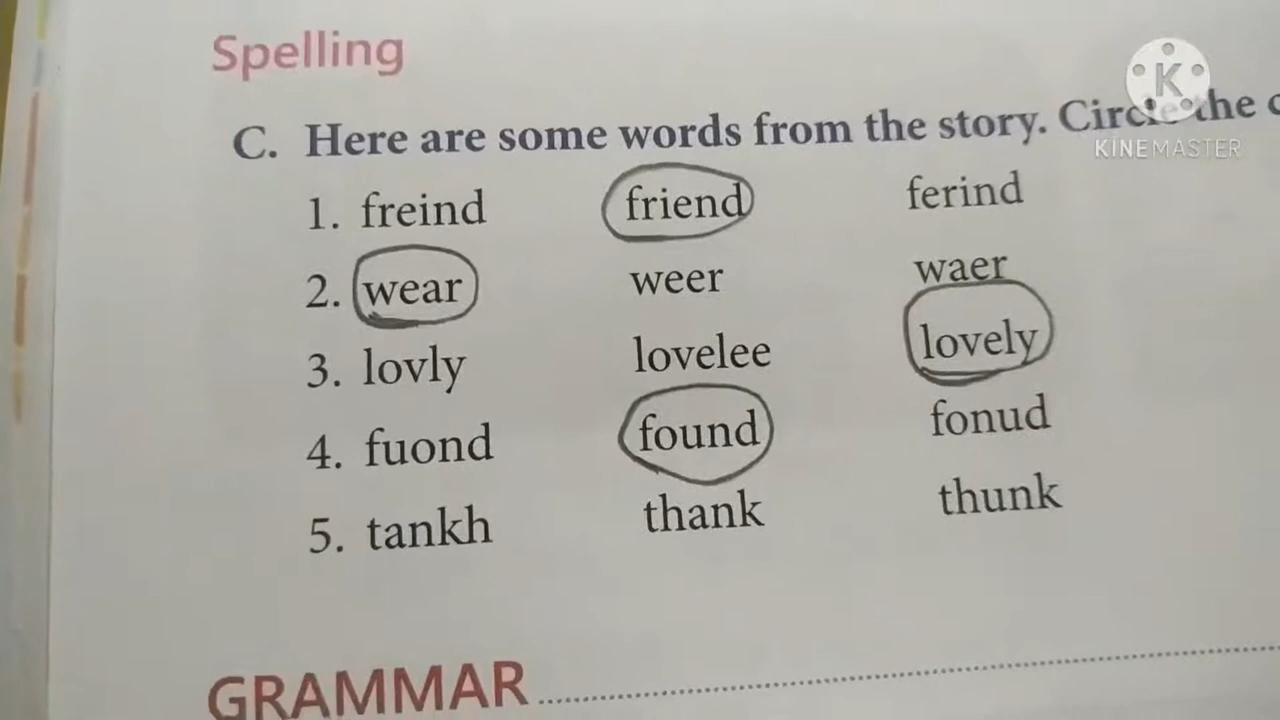 Spelling
C. Here are some words from the story. Circle the
K
KINEMASTER
1. freind friend ferind
2. wear weer waer
3. lovly lovelee lovely
4. fuond found fonud
5. tankh thank thunk
GRAMMAR